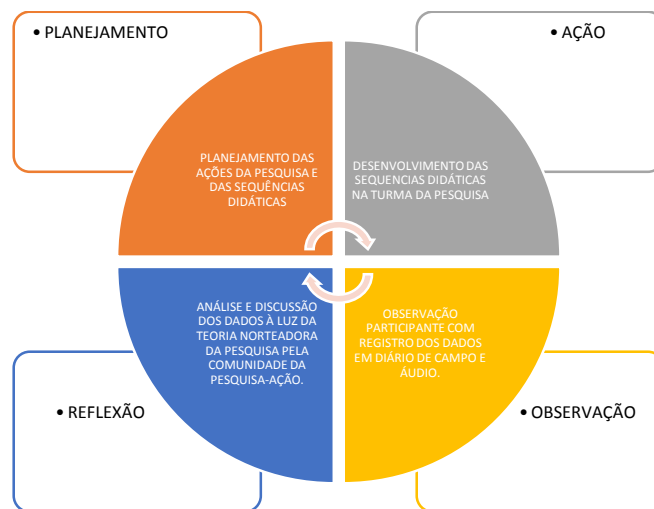 • PLANEJAMENTO
• AÇÃO
PLANEJAMENTO DAS
AÇÕES DA PESQUISA E
DAS SEQUÊNCIAS
DIDÁTICAS
DESENVOLVIMENTO DAS
SEQUENCIAS DIDÁTICAS
NA TURMA DA PESQUISA
ANÁLISE E DISCUSSÃO
DOS DADOS À LUZ DA
TEORIA NORTEADORA
DA PESQUISA PELA
COMUNIDADE DA
PESQUISA-AÇÃO.
OBSERVAÇÃO
PARTICIPANTE COM
REGISTRO DOS DADOS
EM DIÁRIO DE CAMPO E
ÁUDIO.
• REFLEXÃO
• OBSERVAÇÃO